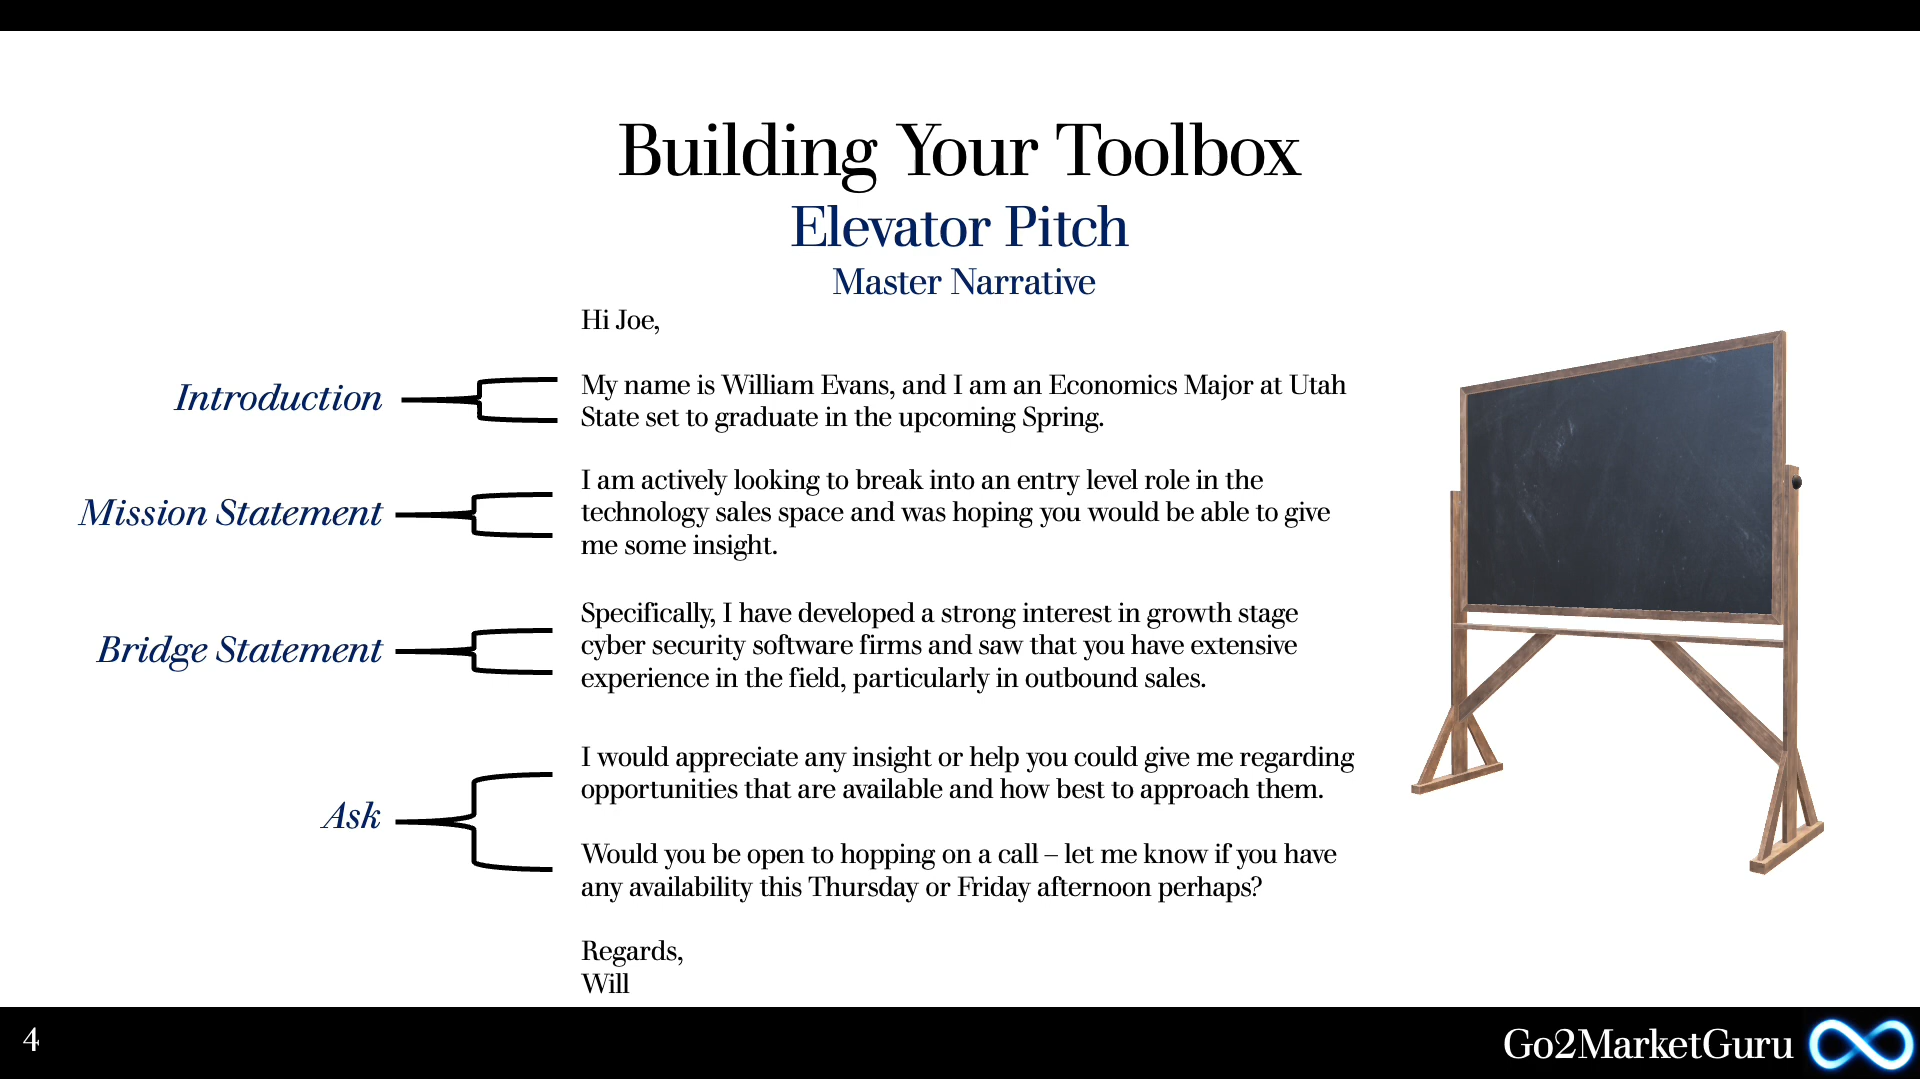 Building Your Toolbox
Elevator Pitch
Master Narrative
Hi Joe,
Introduction
My name is William Evans, and I am an Economics Major at Utah
State set to graduate in the upcoming Spring.
Mission Statement
I am actively looking to break into an entry level role in the
technology sales space and was hoping you would be able to give
me some insight.
Bridge Statement
Specifically, I have developed a strong interest in growth stage
cyber security software firms and saw that you have extensive
experience in the field, particularly in outbound sales.
Ask
I would appreciate any insight or help you could give me regarding
opportunities that are available and how best to approach them.
Would you be open to hopping on a call – let me know if you have
any availability this Thursday or Friday afternoon perhaps?
Regards,
Will
4
Go2MarketGuru